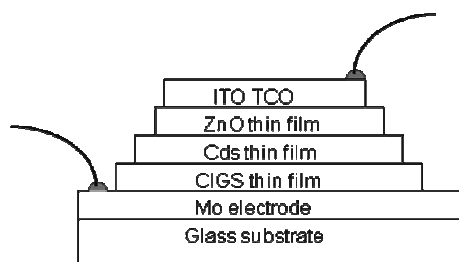 ITO TCO
ZnO thin film
Cds thin film
CIGS thin film
Mo electrode
Glass substrate